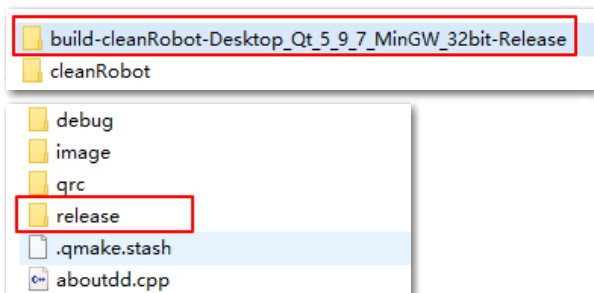 build-cleanRobot-Desktop_Qt_5_9_7_MinGW_32bit-Release
cleanRobot
debug
image
qrc
release
.qmake.stash
C++ aboutdd.cpp